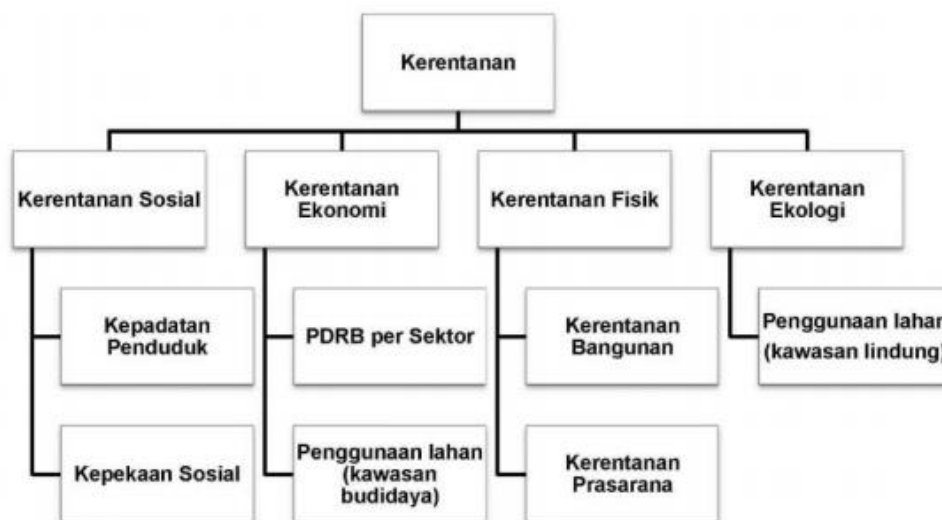 Kerentanan
Kerentanan Sosial
Kerentanan
Ekonomi
Kerentanan Fisik
Kerentanan
Ekologi
Kepadatan
Penduduk
PDRB per Sektor
Kerentanan
Bangunan
Penggunaan lahan
(kawasan lindung)
Kepekaan Sosial
Penggunaan lahan
(kawasan
budidaya)
Kerentanan
Prasarana